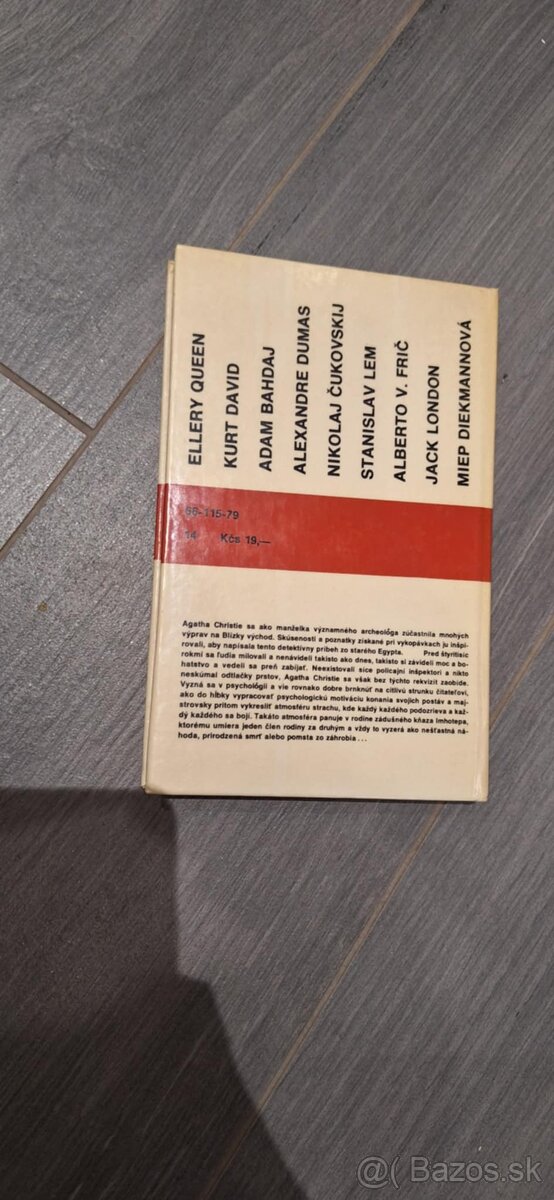 ELLERY QUEEN
KURT DAVID
ADAM BAHDAJ
ALEXANDRE DUMAS
NIKOLAJ ČUKOVSKIJ
STANISLAV LEM
ALBERTO V. FRIČ
JACK LONDON
MIEP DIEKMANNOVÁ
66-115-79
14 Kčs 19,—
Agatha Christie sa ako manželka významného archeológa zúčastnila mnohých
výprav na Blízky východ. Skúsenosti a poznatky získané pri vykopávkach ju inšpi-
rovali, aby napísala tento detektívny príbeh zo starého Egypta. Pred štyritisíc
rokmi sa ľudia milovali a nenávideli takisto ako dnes, takisto si závideli moc a bo-
hatstvo a vedeli sa preň zabíjať. Neexistovali síce policajní inšpektori a nikto
neskúmal odtlačky prstov, Agatha Christie sa však bez týchto rekvizít zaobíde.
Vyzná sa v psychológii a vie rovnako dobre brnknúť na citlivú strunku čitateľovi,
ako do hĺbky vypracovať psychologickú motiváciu konania svojich postáv a maj-
strovsky pritom vykresliť atmosféru strachu, kde každý každého podozrieva a kaž-
dý každého sa bojí. Takáto atmosféra panuje v rodine zádušného kňaza Imhotepa,
ktorému umiera jeden člen rodiny za druhým a vždy to vyzerá ako nešťastná ná-
hoda, prirodzená smrť alebo pomsta zo záhrobia . . .
@( Bazos.sk